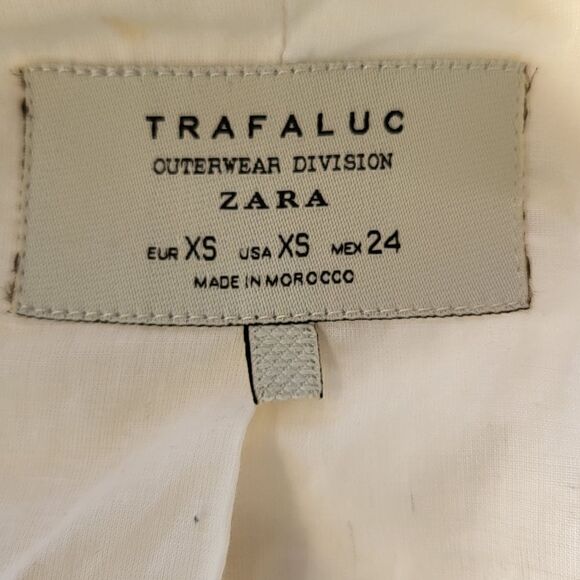 TRAFALUC
OUTERWEAR DIVISION
ZARA
EUR XS USA XS MEX 24
MADE IN MOROCCO